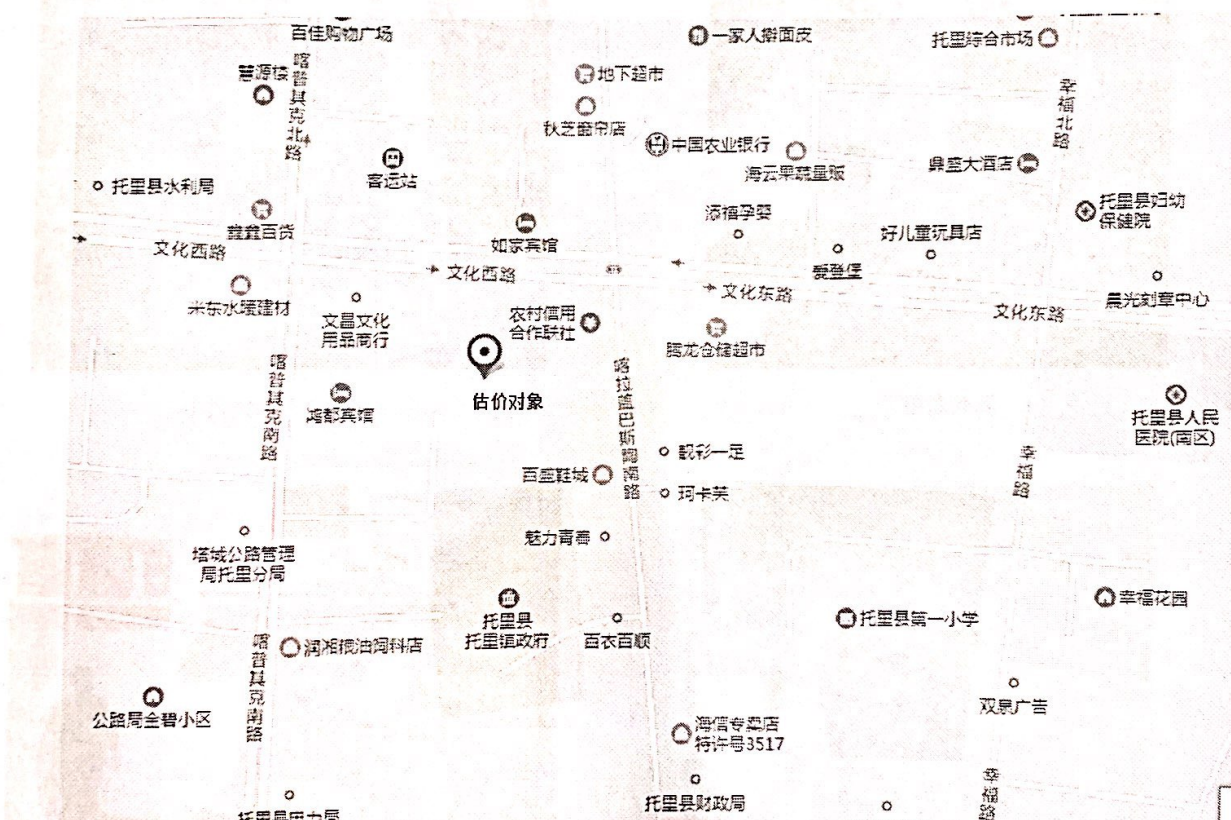 百佳购物广场
一家人擀面皮
托里综合市场
慧源楼
喀普其克北路
地下超市
秋芝窗帘店
幸福北路
中国农业银行
海云果蔬量贩
鼎盛大酒店
客运站
托里县水利局
托里县妇幼
保健院
鑫鑫百货
添禧孕婴
好儿童玩具店
文化西路
如家宾馆
文化西路
爱登堡
文化东路
晨光刻章中心
米东水暖建材
文昌文化
用品商行
农村信用
合作联社
文化东路
腾龙仓储超市
喀普其克南路
估价对象
鸿都宾馆
托里县人民
医院(南区)
靓彩一足
百盛鞋城
幸福路
珂卡芙
魅力青春
塔城公路管理
局托里分局
托里县
托里镇政府
百衣百顺
托里县第一小学
幸福花园
喀普其克南路
润湘粮油饲料店
公路局金碧小区
双泉广告
海信专卖店
特许号3517
幸福路
托里县财政局